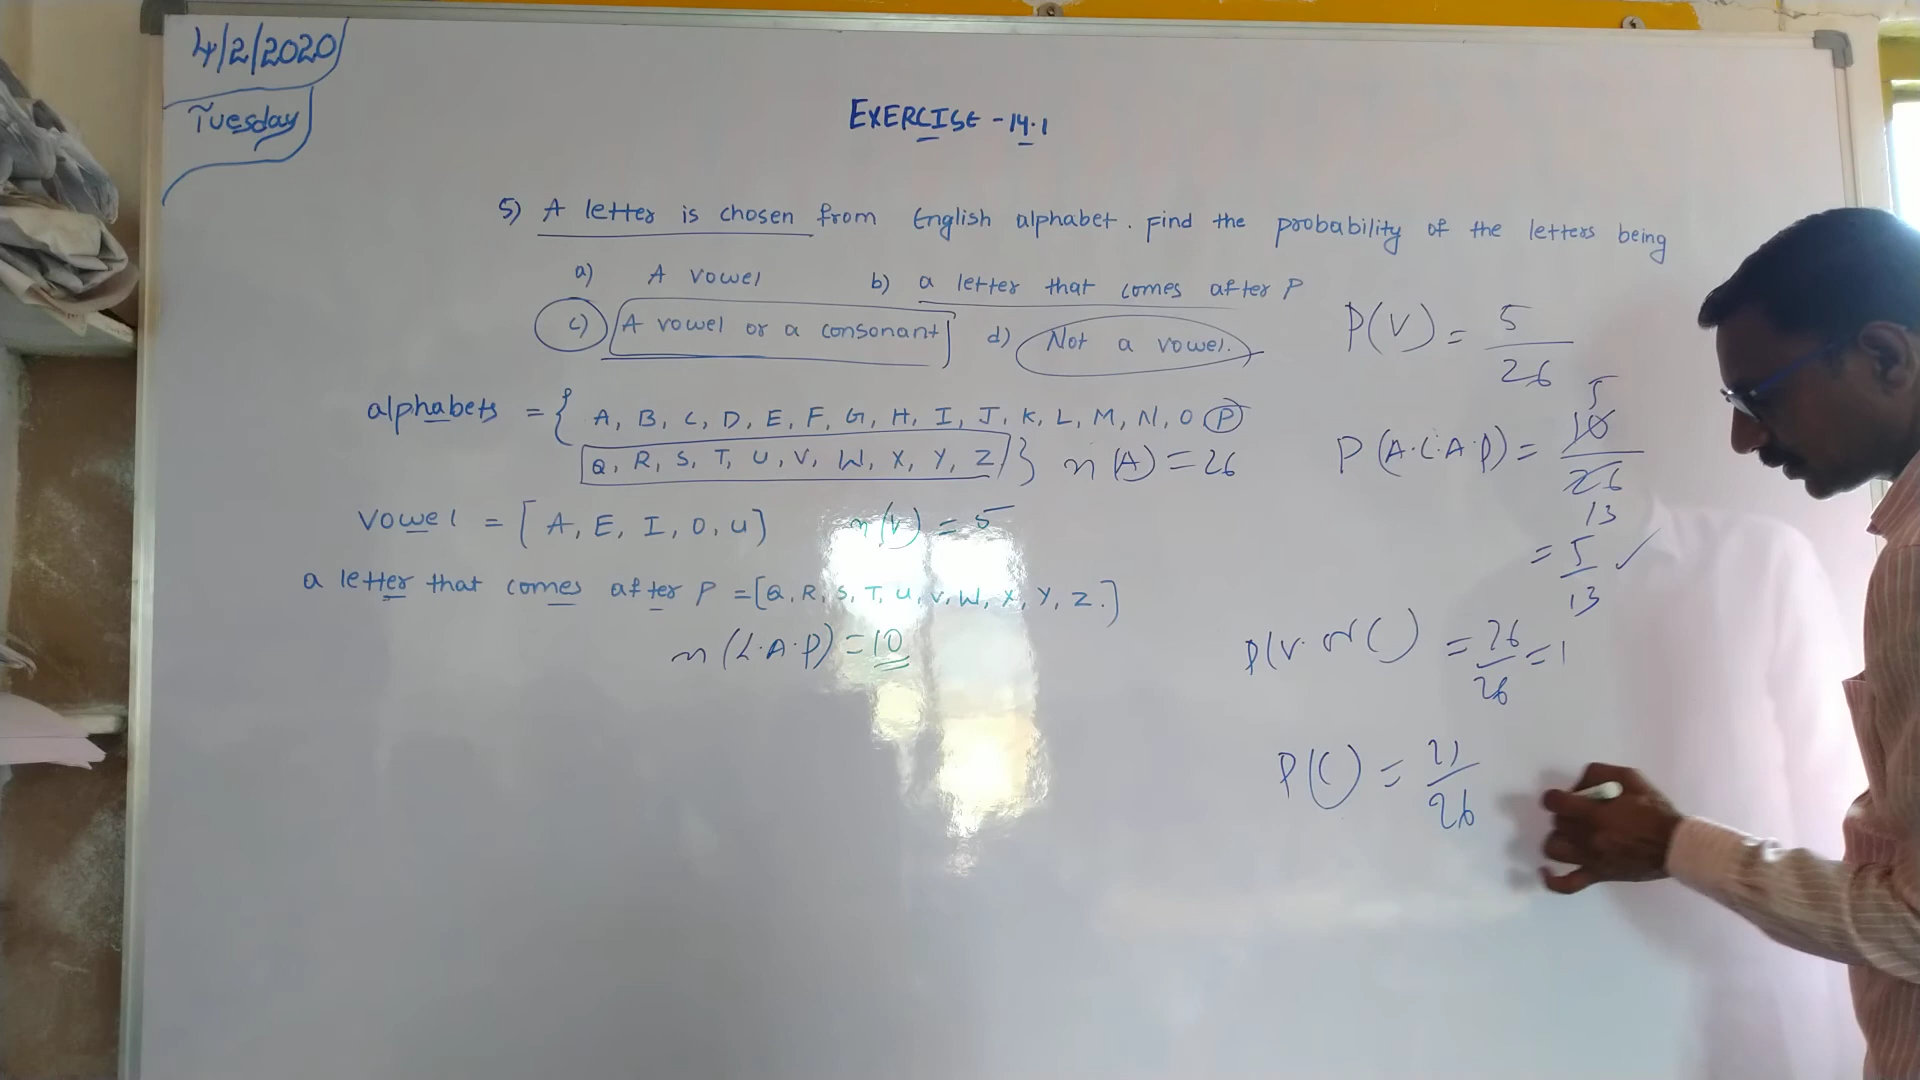 4/2/2020
Tuesday
EXERCISE - 14.1
5) A letter is chosen from English alphabet. Find the probability of the letters being
a) A vowel b) a letter that comes after P
c) A vowel or a consonant d) Not a vowel.
alphabets = { A, B, C, D, E, F, G, H, I, J, K, L, M, N, O P
Q, R, S, T, U, V, W, X, Y, Z } n(A) = 26
vowel = [ A, E, I, O, U ] n(V) = 5
a letter that comes after P = [Q, R, S, T, U, V, W, X, Y, Z.]
n(L.A.P) = 10
P(V) = 5/26
5
P(A.L.A.P) = 10/26
13
= 5/13 ✓
P(V. or C) = 26/26 = 1
P(C) = 21/26